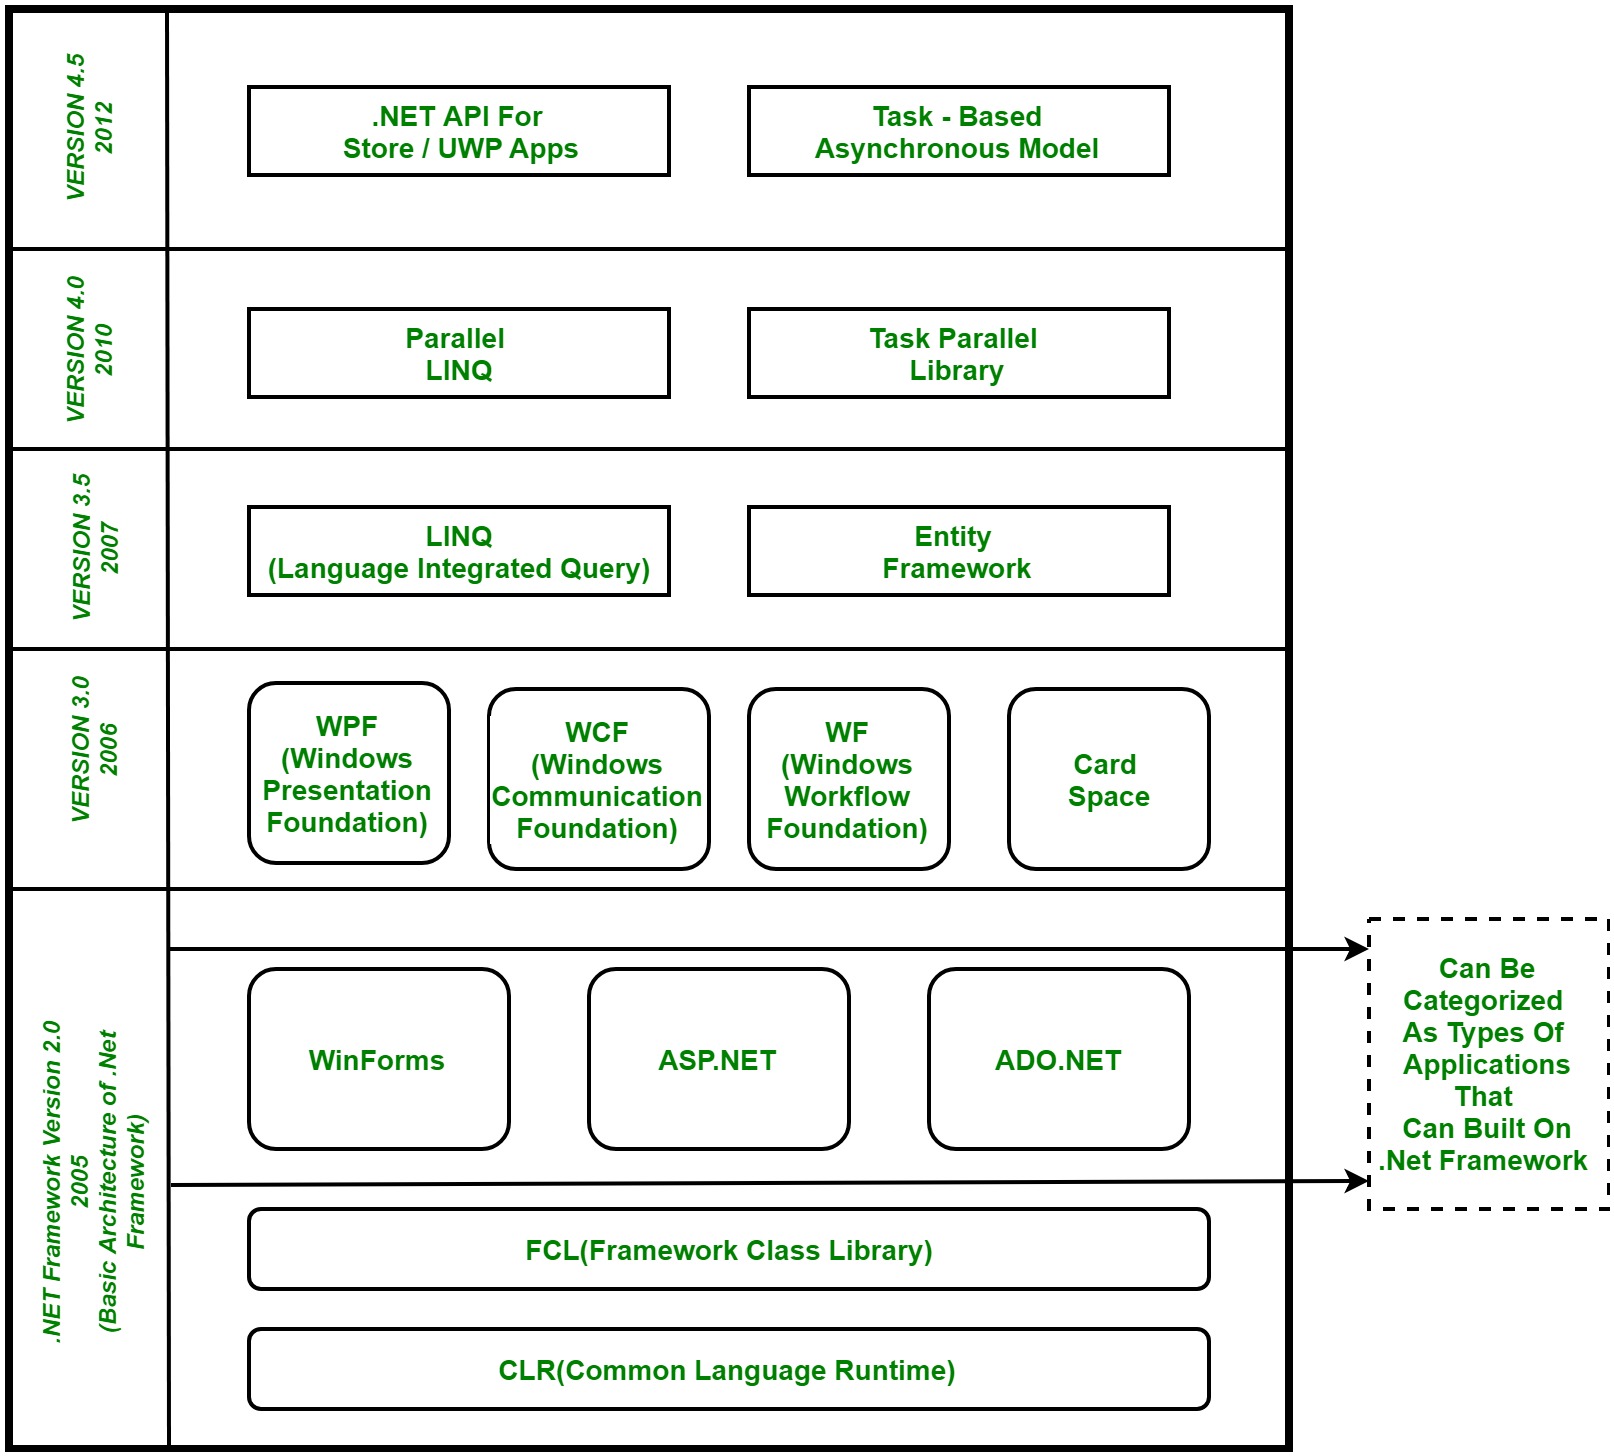 VERSION 4.5
2012
.NET API For
Store / UWP Apps
Task - Based
Asynchronous Model
VERSION 4.0
2010
Parallel
LINQ
Task Parallel
Library
VERSION 3.5
2007
LINQ
(Language Integrated Query)
Entity
Framework
VERSION 3.0
2006
WPF
(Windows
Presentation
Foundation)
WCF
(Windows
Communication
Foundation)
WF
(Windows
Workflow
Foundation)
Card
Space
.NET Framework Version 2.0
2005
(Basic Architecture of .Net
Framework)
WinForms
ASP.NET
ADO.NET
Can Be
Categorized
As Types Of
Applications
That
Can Built On
.Net Framework
FCL(Framework Class Library)
CLR(Common Language Runtime)